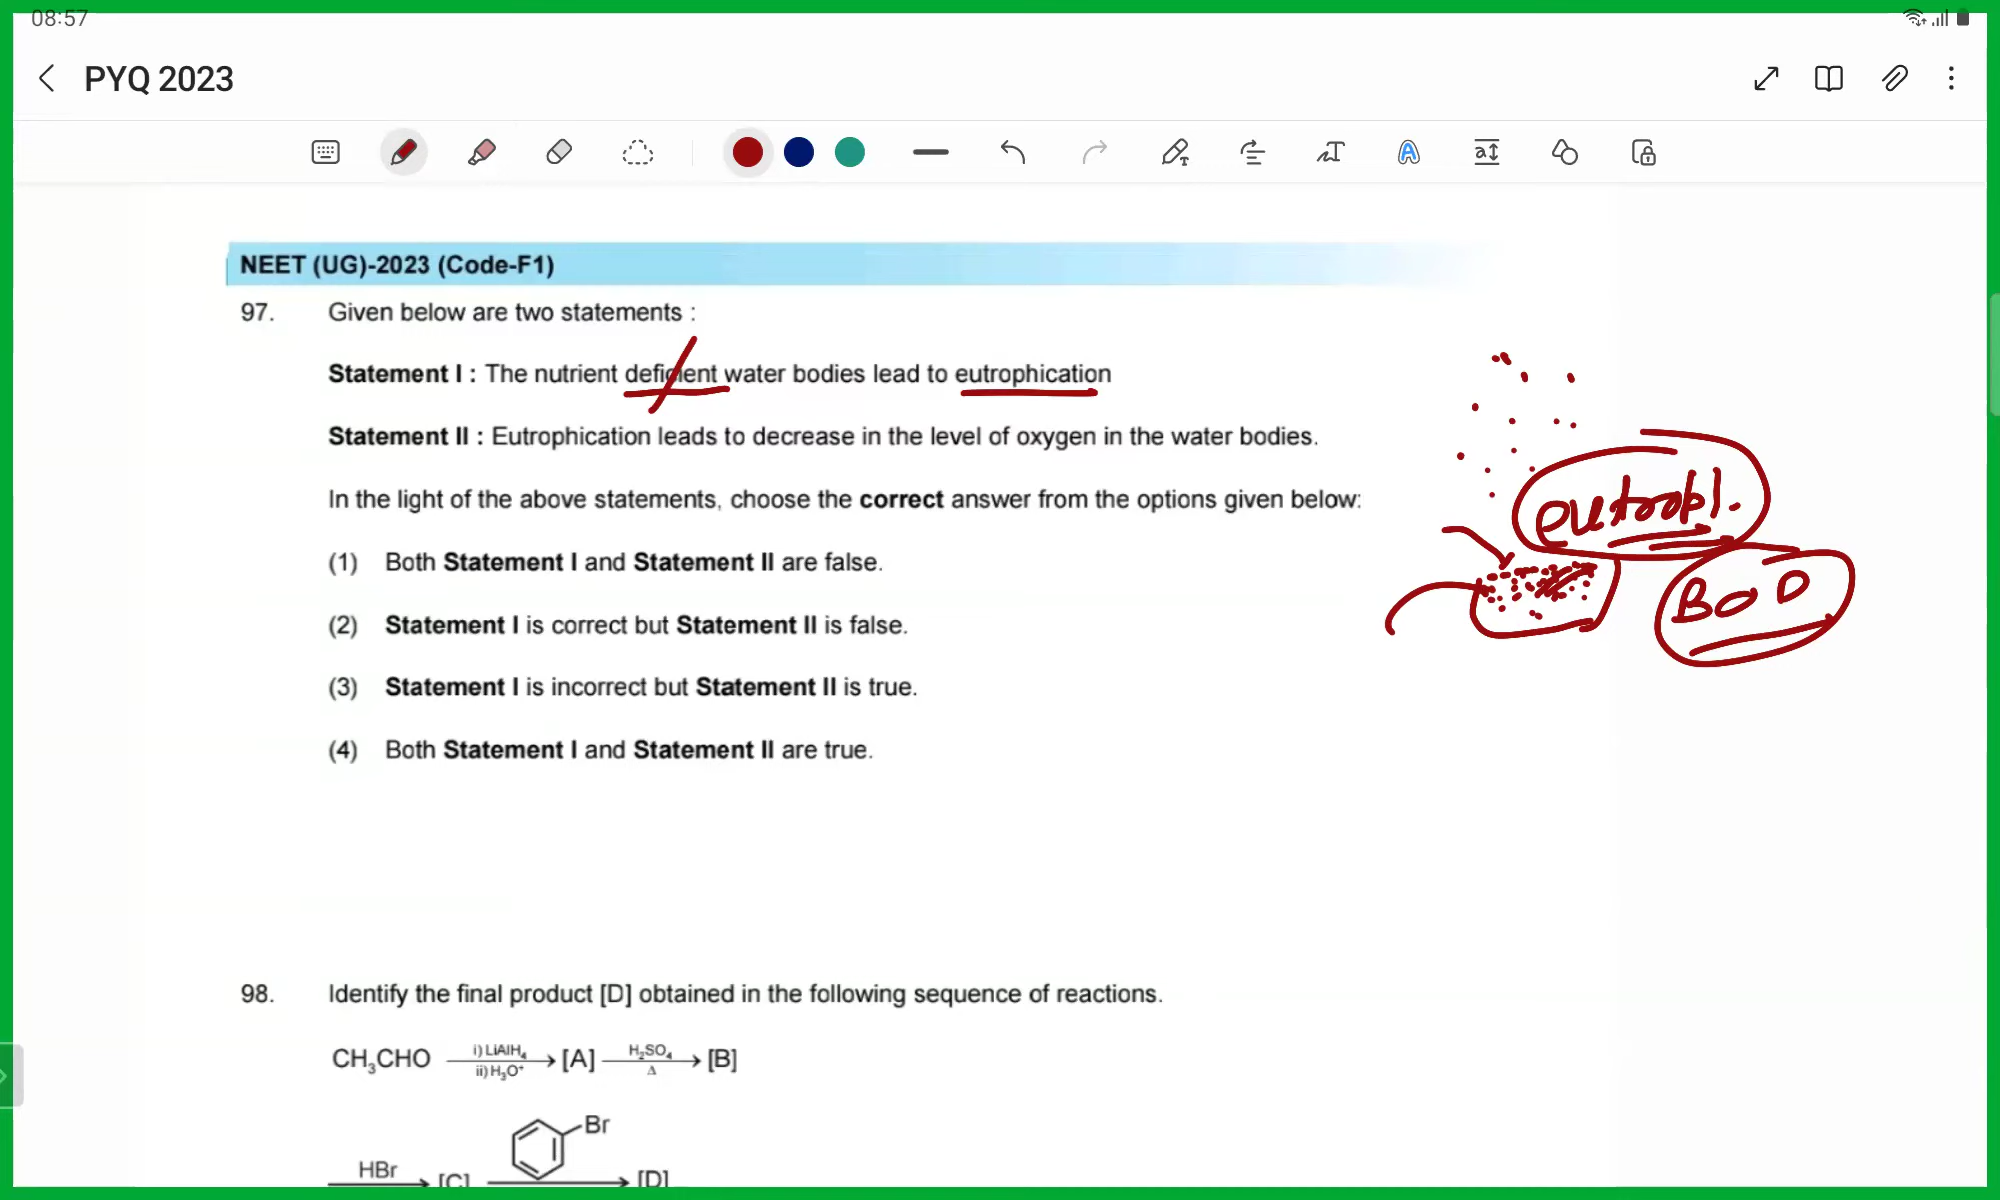 08:57
PYQ 2023
NEET (UG)-2023 (Code-F1)
97. Given below are two statements :
Statement I : The nutrient deficient water bodies lead to eutrophication
Statement II : Eutrophication leads to decrease in the level of oxygen in the water bodies.
In the light of the above statements, choose the correct answer from the options given below:
eutropl.
(1) Both Statement I and Statement II are false.
BOD
(2) Statement I is correct but Statement II is false.
(3) Statement I is incorrect but Statement II is true.
(4) Both Statement I and Statement II are true.
98. Identify the final product [D] obtained in the following sequence of reactions.
CH₃CHO i) LiAlH₄ ii) H₃O⁺ → [A] H₂SO₄ Δ → [B]
Br
HBr → [C] → [D]